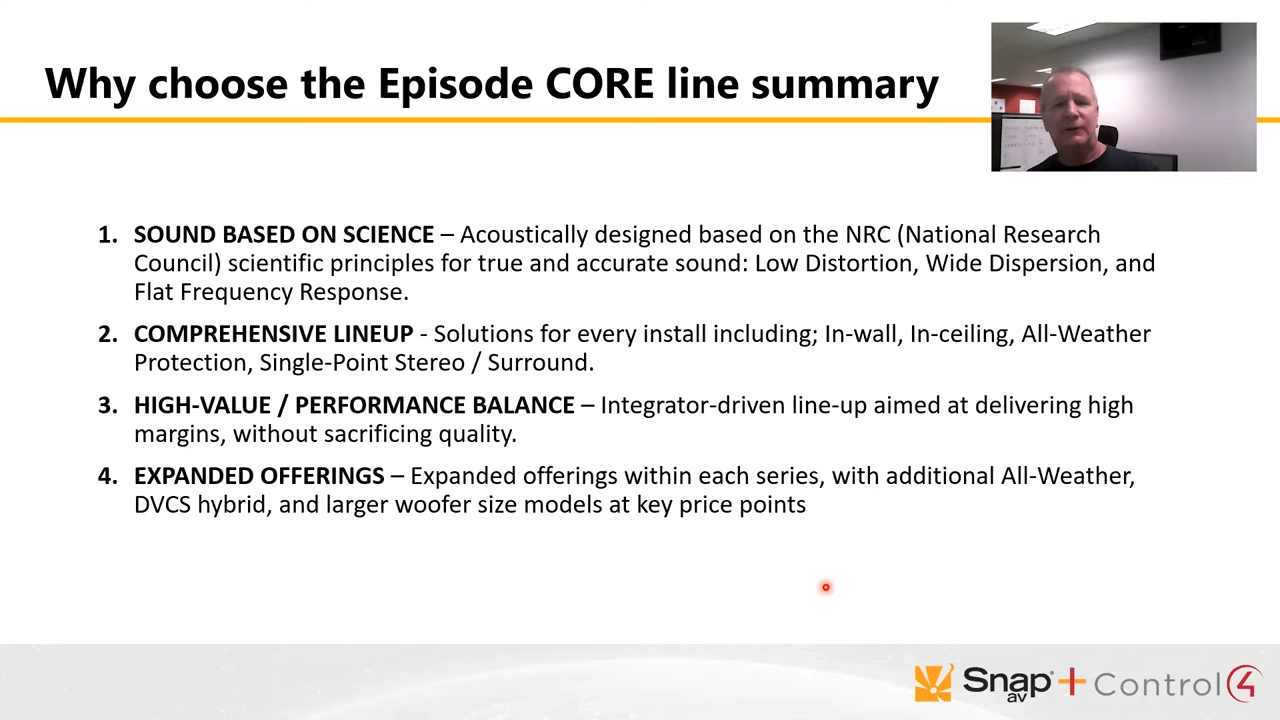 Why choose the Episode CORE line summary
1. SOUND BASED ON SCIENCE – Acoustically designed based on the NRC (National Research
Council) scientific principles for true and accurate sound: Low Distortion, Wide Dispersion, and
Flat Frequency Response.
2. COMPREHENSIVE LINEUP - Solutions for every install including; In-wall, In-ceiling, All-Weather
Protection, Single-Point Stereo / Surround.
3. HIGH-VALUE / PERFORMANCE BALANCE – Integrator-driven line-up aimed at delivering high
margins, without sacrificing quality.
4. EXPANDED OFFERINGS – Expanded offerings within each series, with additional All-Weather,
DVCS hybrid, and larger woofer size models at key price points
Snap av + Control4